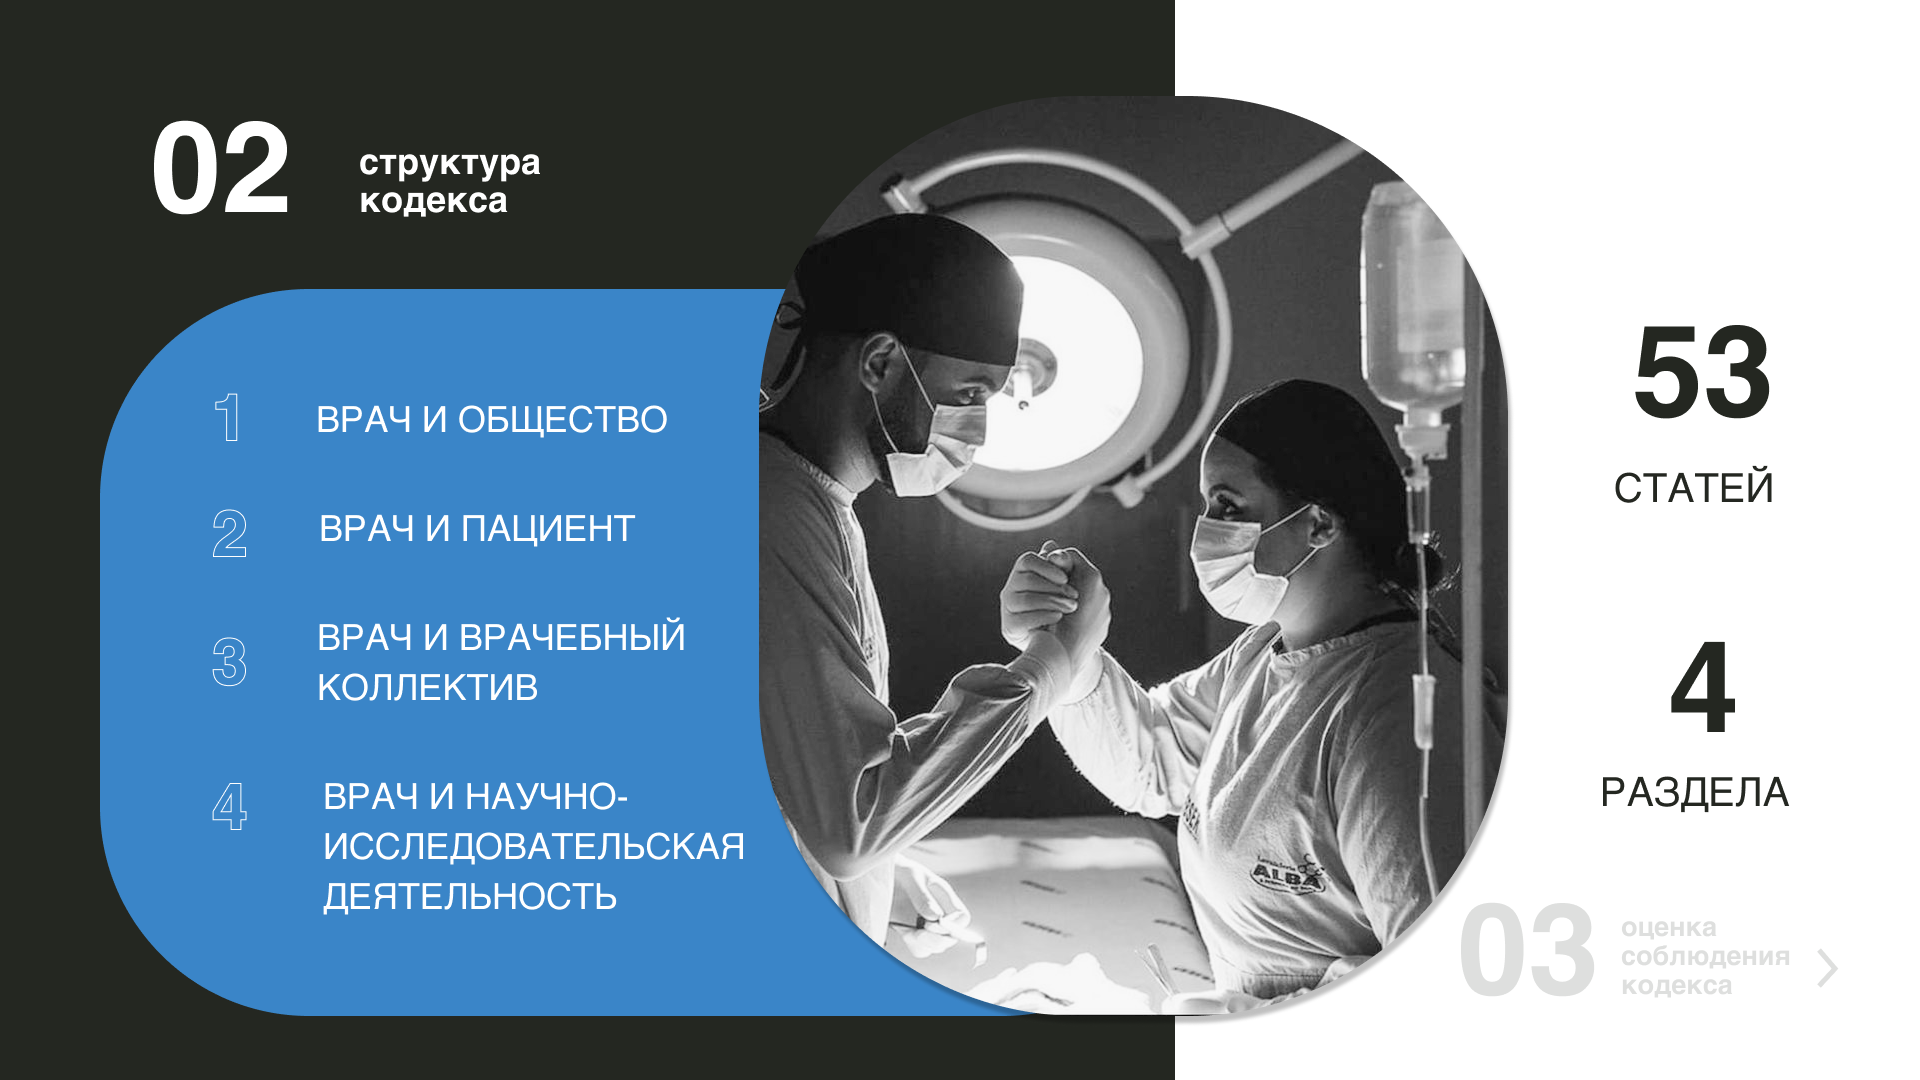 02
структура
кодекса
1
ВРАЧ И ОБЩЕСТВО
2
ВРАЧ И ПАЦИЕНТ
3
ВРАЧ И ВРАЧЕБНЫЙ
КОЛЛЕКТИВ
4
ВРАЧ И НАУЧНО-
ИССЛЕДОВАТЕЛЬСКАЯ
ДЕЯТЕЛЬНОСТЬ
ALBA
53
СТАТЕЙ
4
РАЗДЕЛА
03
оценка
соблюдения
кодекса